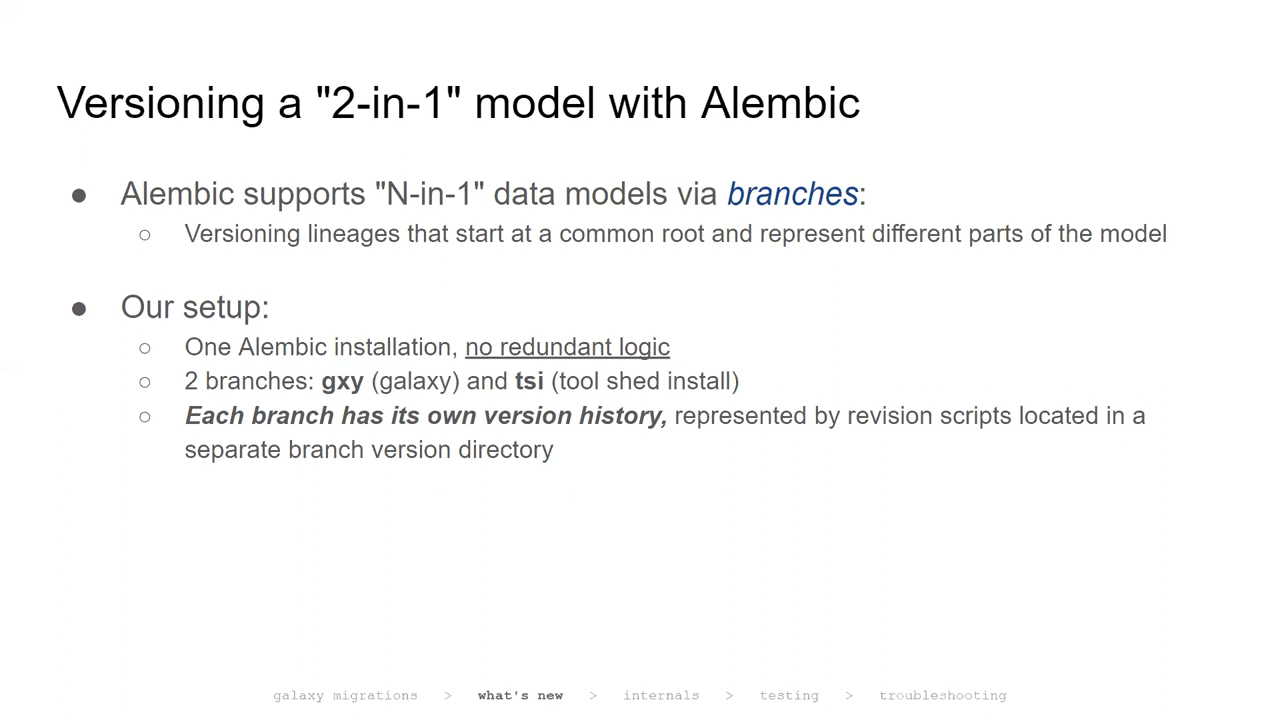 Versioning a "2-in-1" model with Alembic
● Alembic supports "N-in-1" data models via branches:
○ Versioning lineages that start at a common root and represent different parts of the model
● Our setup:
○ One Alembic installation, no redundant logic
○ 2 branches: gxy (galaxy) and tsi (tool shed install)
○ Each branch has its own version history, represented by revision scripts located in a
separate branch version directory
galaxy migrations > what's new > internals > testing > troubleshooting